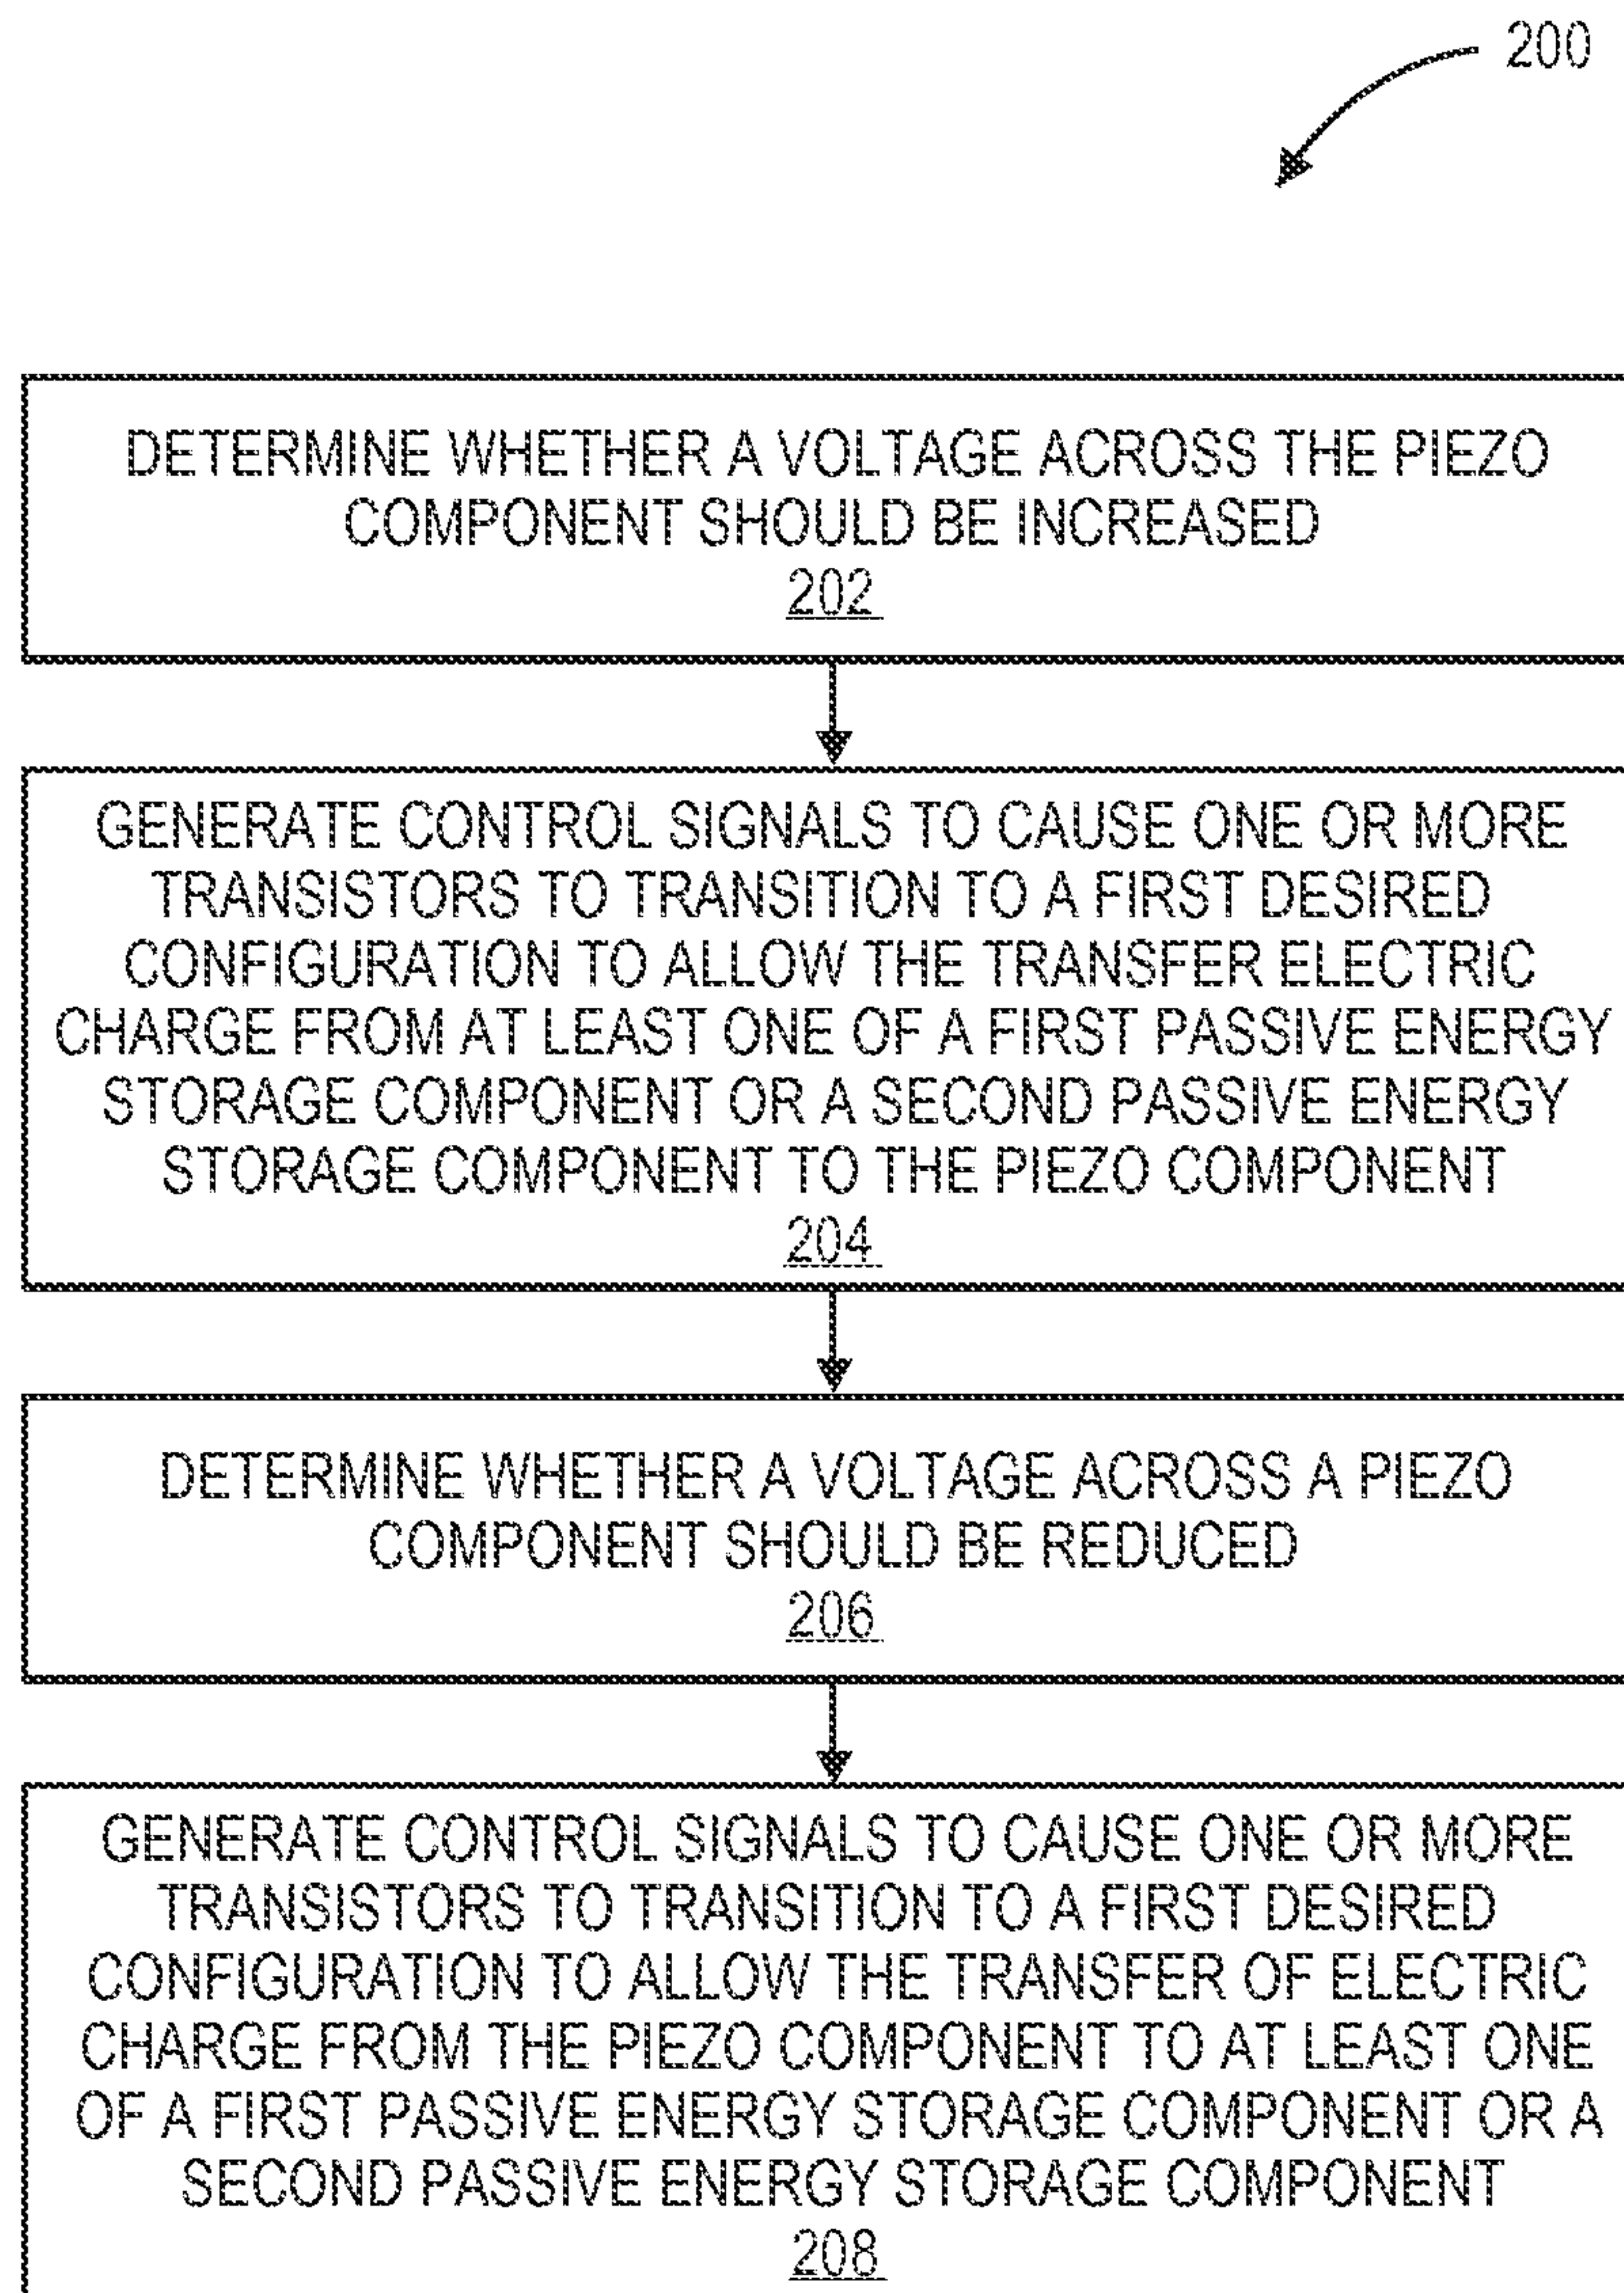 200
DETERMINE WHETHER A VOLTAGE ACROSS THE PIEZO
COMPONENT SHOULD BE INCREASED
202
GENERATE CONTROL SIGNALS TO CAUSE ONE OR MORE
TRANSISTORS TO TRANSITION TO A FIRST DESIRED
CONFIGURATION TO ALLOW THE TRANSFER ELECTRIC
CHARGE FROM AT LEAST ONE OF A FIRST PASSIVE ENERGY
STORAGE COMPONENT OR A SECOND PASSIVE ENERGY
STORAGE COMPONENT TO THE PIEZO COMPONENT
204
DETERMINE WHETHER A VOLTAGE ACROSS A PIEZO
COMPONENT SHOULD BE REDUCED
206
GENERATE CONTROL SIGNALS TO CAUSE ONE OR MORE
TRANSISTORS TO TRANSITION TO A FIRST DESIRED
CONFIGURATION TO ALLOW THE TRANSFER OF ELECTRIC
CHARGE FROM THE PIEZO COMPONENT TO AT LEAST ONE
OF A FIRST PASSIVE ENERGY STORAGE COMPONENT OR A
SECOND PASSIVE ENERGY STORAGE COMPONENT
208